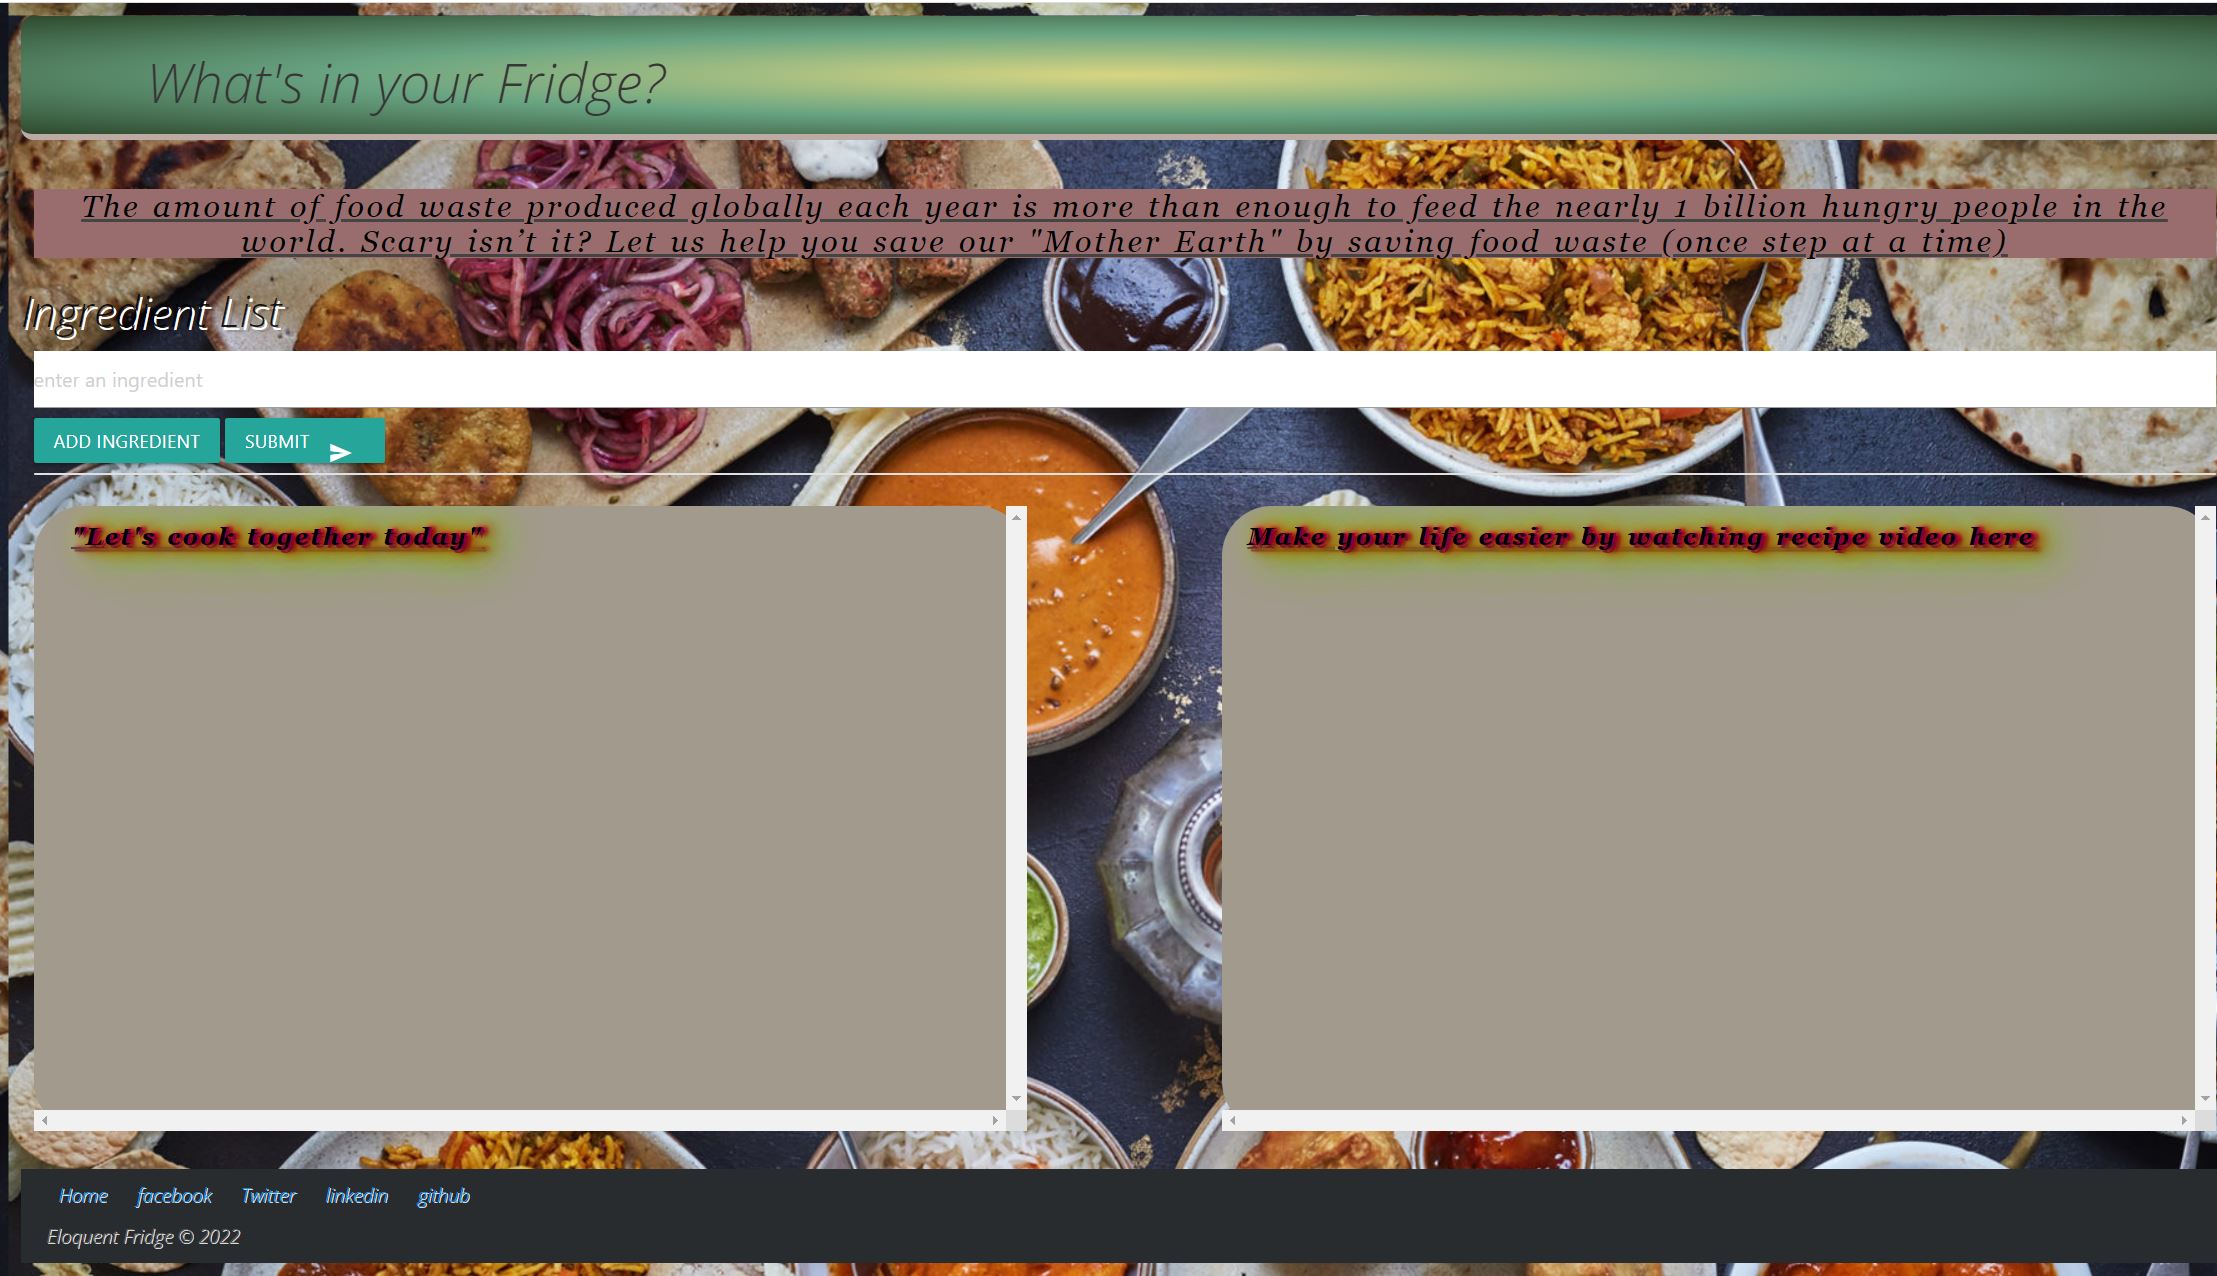 What's in your Fridge?
The amount of food waste produced globally each year is more than enough to feed the nearly 1 billion hungry people in the
world. Scary isn’t it? Let us help you save our "Mother Earth" by saving food waste (once step at a time)
Ingredient List
enter an ingredient
ADD INGREDIENT SUBMIT
"Let's cook together today"
Make your life easier by watching recipe video here
Home facebook Twitter linkedin github
Eloquent Fridge © 2022